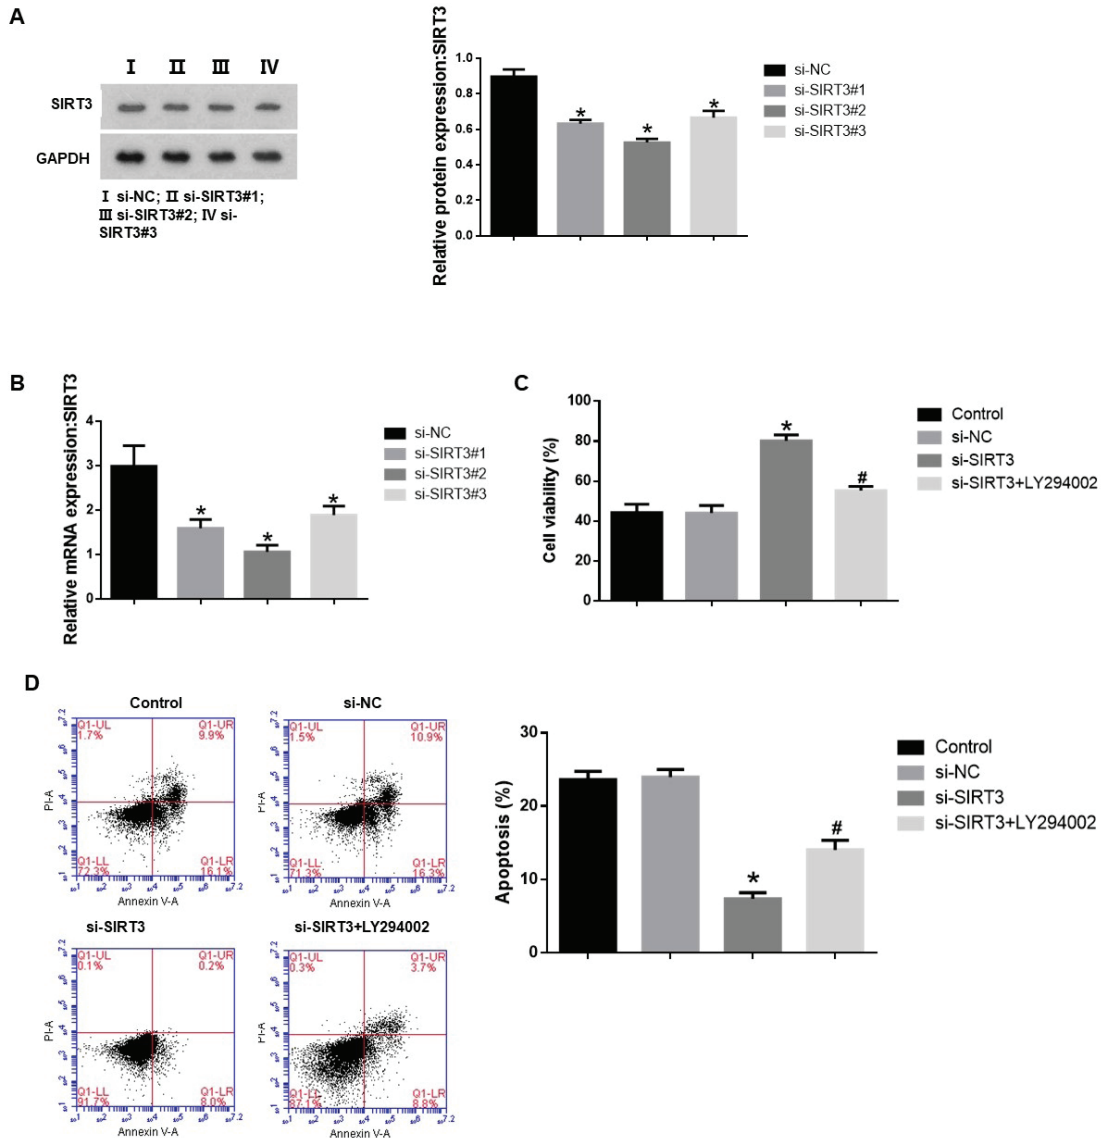 A
I II III IV
SIRT3
GAPDH
I si-NC; II si-SIRT3#1;
III si-SIRT3#2; IV si-
SIRT3#3
Relative protein expression:SIRT3
1.0
0.8
0.6
0.4
0.2
0.0
*
*
*
si-NC
si-SIRT3#1
si-SIRT3#2
si-SIRT3#3
B
Relative mRNA expression:SIRT3
4
3
2
1
0
*
*
*
si-NC
si-SIRT3#1
si-SIRT3#2
si-SIRT3#3
C
Cell viability (%)
100
80
60
40
20
0
*
#
Control
si-NC
si-SIRT3
si-SIRT3+LY294002
D
Control
Q1-UL
1.7%
Q1-UR
9.9%
Q1-LL
72.3%
Q1-LR
16.1%
PI-A
Annexin V-A
si-NC
Q1-UL
1.5%
Q1-UR
10.9%
Q1-LL
71.3%
Q1-LR
16.3%
PI-A
Annexin V-A
si-SIRT3
Q1-UL
0.1%
Q1-UR
0.2%
Q1-LL
91.7%
Q1-LR
8.0%
PI-A
Annexin V-A
si-SIRT3+LY294002
Q1-UL
0.3%
Q1-UR
3.7%
Q1-LL
87.1%
Q1-LR
8.8%
PI-A
Annexin V-A
Apoptosis (%)
30
20
10
0
*
#
Control
si-NC
si-SIRT3
si-SIRT3+LY294002